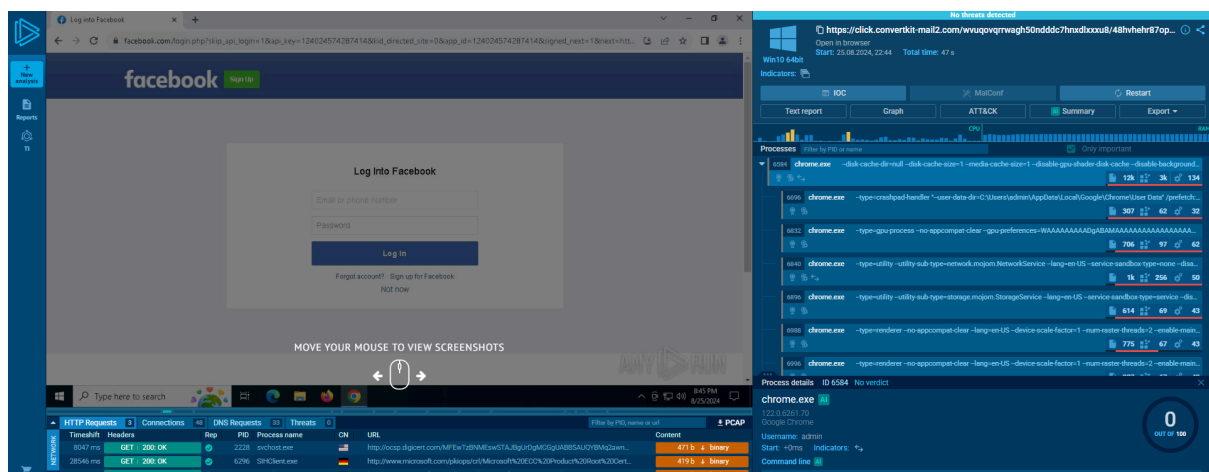 Log into Facebook
facebook.com/login.php?skip_api_login=1&api_key=124024574287414&kid_directed_site=0&app_id=124024574287414&signed_next=1&next=htt...
New analysis
Reports
TI
facebook
Sign Up
Log Into Facebook
Email or phone number
Password
Log In
Forgot account? · Sign up for Facebook
Not now
MOVE YOUR MOUSE TO VIEW SCREENSHOTS
ANY RUN
Type here to search
8:45 PM
8/25/2024
HTTP Requests 3 Connections 48 DNS Requests 33 Threats 0
Filter by PID, name or url
PCAP
NETWORK
Timeshift Headers Rep PID Process name CN URL Content
8047 ms GET 200: OK 2228 svchost.exe http://ocsp.digicert.com/MFEwTzBNMEswSTAJBgUrDgMCGgUABBSAUQYBMq2awn... 471 b binary
28546 ms GET 200: OK 6296 SIHClient.exe http://www.microsoft.com/pkiops/crl/Microsoft%20ECC%20Product%20Root%20Cert... 419 b binary
No threats detected
Win10 64bit
https://click.convertkit-mail2.com/wvuqovqrrwagh50ndddc7hnxdlxxxu8/48hvhehr87op...
Open in browser
Start: 25.08.2024, 22:44 Total time: 47 s
Indicators:
IOC MalConf Restart
Text report Graph ATT&CK AI Summary Export
CPU
RAM
Processes Filter by PID or name Only important
6584 chrome.exe –disk-cache-dir=null –disk-cache-size=1 –media-cache-size=1 –disable-gpu-shader-disk-cache –disable-background...
12k 3k 134
6696 chrome.exe –type=crashpad-handler "–user-data-dir=C:\Users\admin\AppData\Local\Google\Chrome\User Data" /prefetch:...
307 62 32
6832 chrome.exe –type=gpu-process –no-appcompat-clear –gpu-preferences=WAAAAAAAAADgABAMAAAAAAAAAAAAAAAAAA...
706 97 62
6840 chrome.exe –type=utility –utility-sub-type=network.mojom.NetworkService –lang=en-US –service-sandbox-type=none –disa...
1k 256 50
6896 chrome.exe –type=utility –utility-sub-type=storage.mojom.StorageService –lang=en-US –service-sandbox-type=service –dis...
614 69 43
6988 chrome.exe –type=renderer –no-appcompat-clear –lang=en-US –device-scale-factor=1 –num-raster-threads=2 –enable-main...
775 67 43
6996 chrome.exe –type=renderer –no-appcompat-clear –lang=en-US –device-scale-factor=1 –num-raster-threads=2 –enable-main...
Process details ID 6584 No verdict
chrome.exe AI
122.0.6261.70
Google Chrome
Username: admin
Start: +0ms Indicators:
Command line AI
0
OUT OF 100